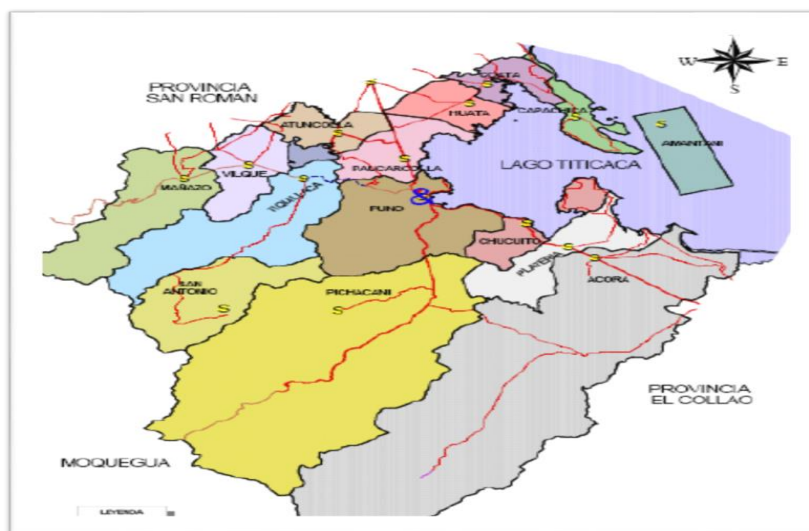 PROVINCIA
SAN ROMAN
W
E
S
COATA
HUATA
CAPACHICA
ATUNCOLLA
AMANTANI
LAGO TITICACA
PAUCARCOLLA
VILQUE
MAÑAZO
TIQUILLACA
PUNO
CHUCUITO
PLATERIA
ACORA
SAN
ANTONIO
PICHACANI
PROVINCIA
EL COLLAO
MOQUEGUA
LEYENDA